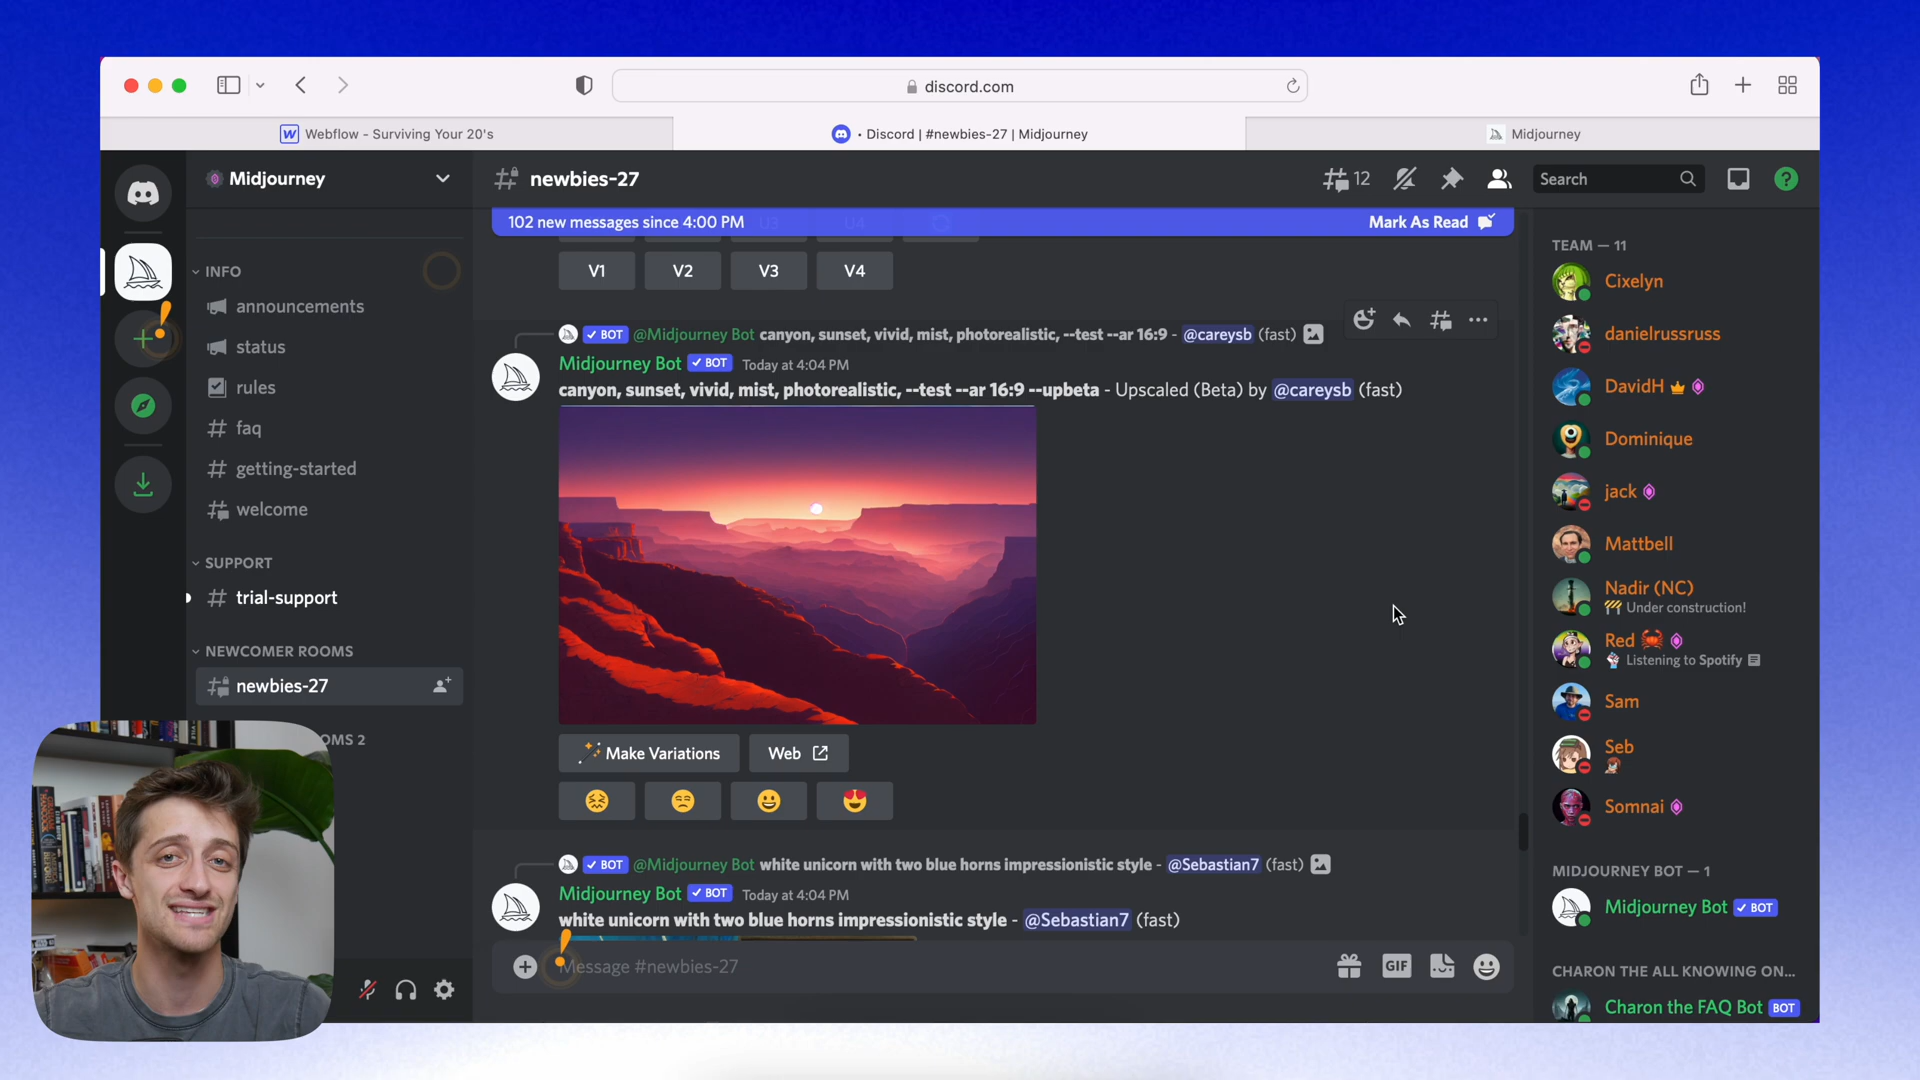 discord.com
W Webflow - Surviving Your 20's
• Discord | #newbies-27 | Midjourney
Midjourney
Midjourney
newbies-27
12
Search
102 new messages since 4:00 PM
U3
U4
Mark As Read
V1
V2
V3
V4
INFO
announcements
status
rules
faq
getting-started
welcome
SUPPORT
trial-support
NEWCOMER ROOMS
newbies-27
OMS 2
BOT @Midjourney Bot canyon, sunset, vivid, mist, photorealistic, --test --ar 16:9 - @careysb (fast)
Midjourney Bot BOT Today at 4:04 PM
canyon, sunset, vivid, mist, photorealistic, --test --ar 16:9 --upbeta - Upscaled (Beta) by @careysb (fast)
Make Variations
Web
BOT @Midjourney Bot white unicorn with two blue horns impressionistic style - @Sebastian7 (fast)
Midjourney Bot BOT Today at 4:04 PM
white unicorn with two blue horns impressionistic style - @Sebastian7 (fast)
Message #newbies-27
GIF
TEAM — 11
Cixelyn
danielrussruss
DavidH
Dominique
jack
Mattbell
Nadir (NC)
Under construction!
Red
Listening to Spotify
Sam
Seb
Somnai
MIDJOURNEY BOT — 1
Midjourney Bot BOT
CHARON THE ALL KNOWING ON...
Charon the FAQ Bot BOT